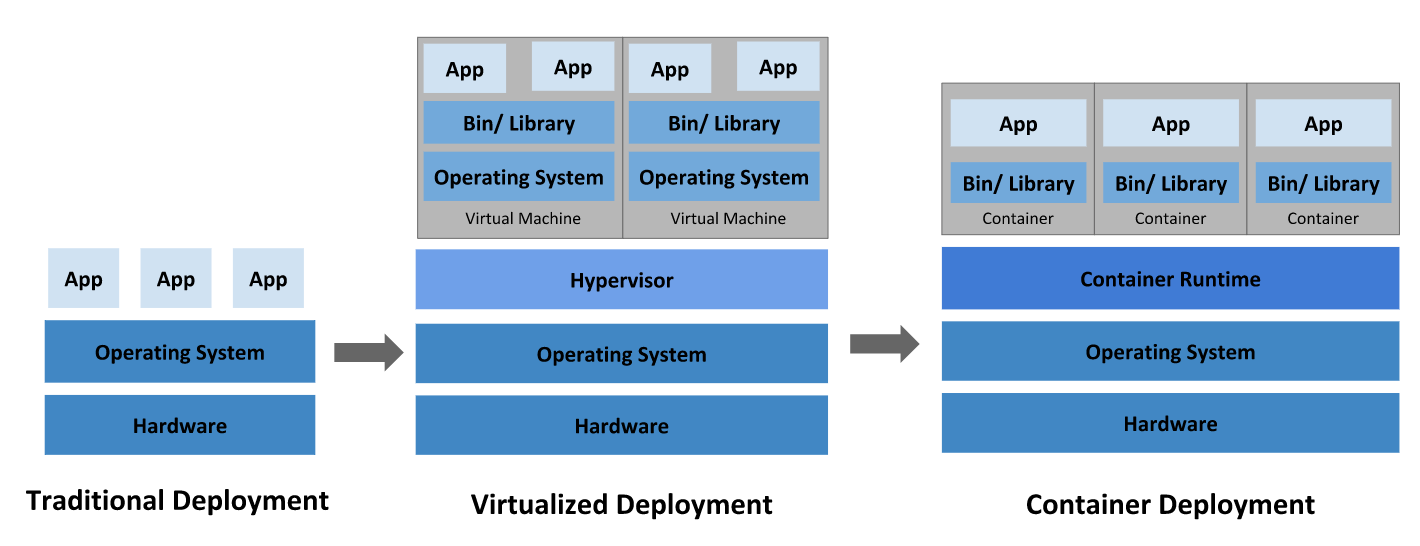 App
App
App
Operating System
Hardware
Traditional Deployment
App
App
App
App
Bin/ Library
Bin/ Library
Operating System
Operating System
Virtual Machine
Virtual Machine
Hypervisor
Operating System
Hardware
Virtualized Deployment
App
App
App
Bin/ Library
Bin/ Library
Bin/ Library
Container
Container
Container
Container Runtime
Operating System
Hardware
Container Deployment